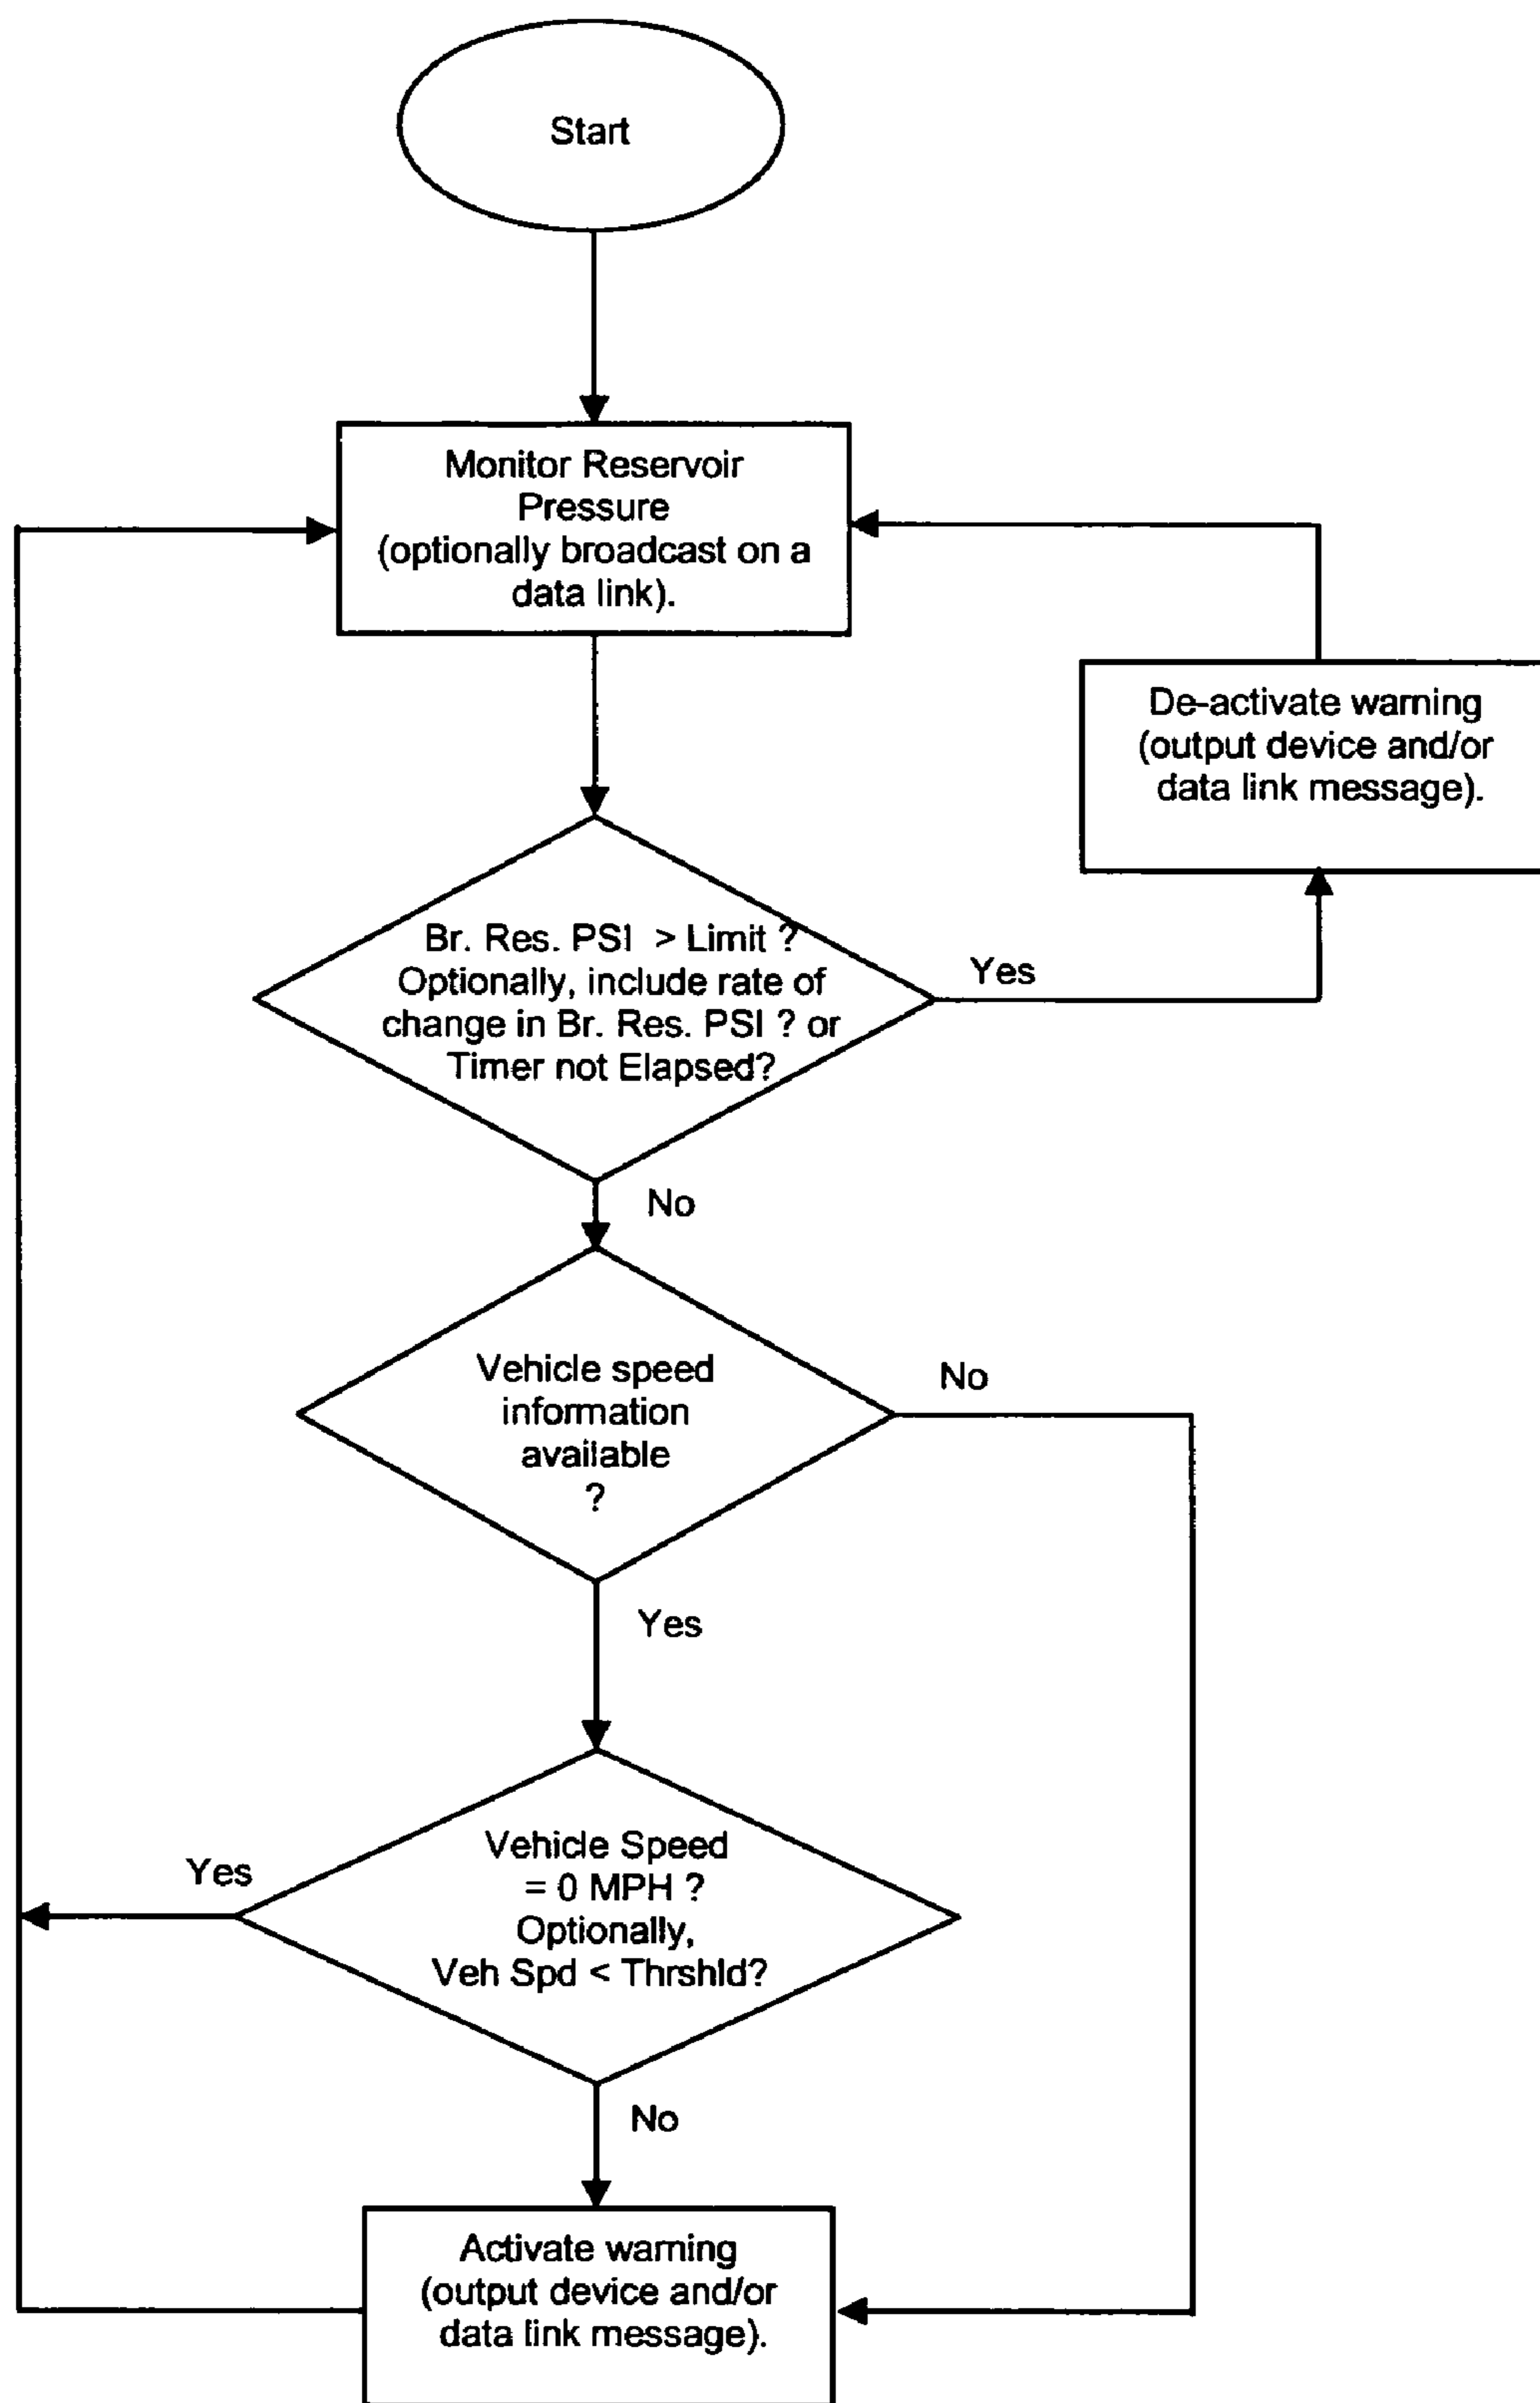 Start
Monitor Reservoir
Pressure
(optionally broadcast on a
data link).
De-activate warning
(output device and/or
data link message).
Br. Res. PSI > Limit ?
Optionally, include rate of
change in Br. Res. PSI ? or
Timer not Elapsed?
Yes
No
Vehicle speed
information
available
?
No
Yes
Vehicle Speed
= 0 MPH ?
Optionally,
Veh Spd < Thrshld?
Yes
No
Activate warning
(output device and/or
data link message).